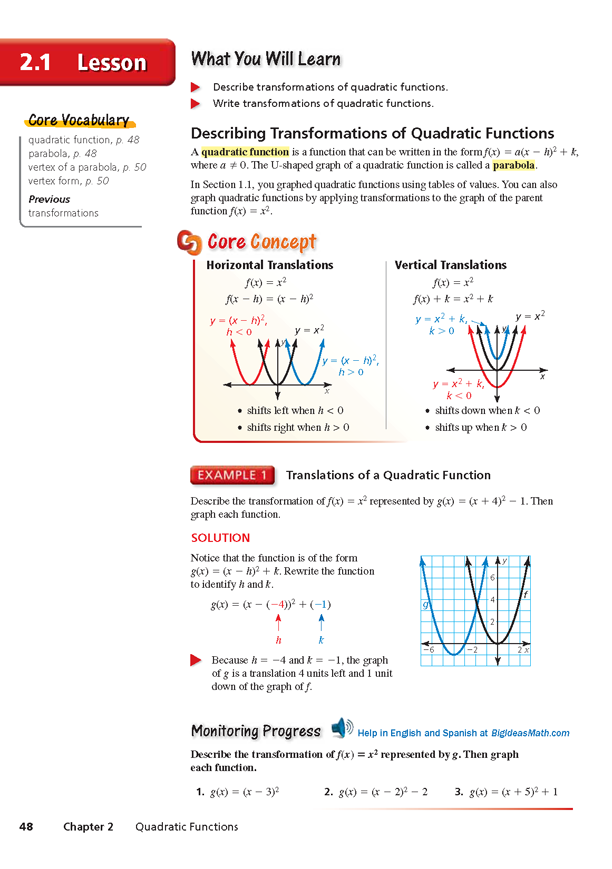 2.1 Lesson
What You Will Learn
Describe transformations of quadratic functions.
Write transformations of quadratic functions.
Core Vocabulary
quadratic function, p. 48
parabola, p. 48
vertex of a parabola, p. 50
vertex form, p. 50
Previous
transformations
Describing Transformations of Quadratic Functions
A quadratic function is a function that can be written in the form f(x) = a(x − h)² + k,
where a ≠ 0. The U-shaped graph of a quadratic function is called a parabola.
In Section 1.1, you graphed quadratic functions using tables of values. You can also
graph quadratic functions by applying transformations to the graph of the parent
function f(x) = x².
Core Concept
Horizontal Translations
f(x) = x²
f(x − h) = (x − h)²
y = (x − h)²,
h < 0
y = x²
y
y = (x − h)²,
h > 0
x
• shifts left when h < 0
• shifts right when h > 0
Vertical Translations
f(x) = x²
f(x) + k = x² + k
y = x² + k,
k > 0
y = x²
y
x
y = x² + k,
k < 0
• shifts down when k < 0
• shifts up when k > 0
EXAMPLE 1 Translations of a Quadratic Function
Describe the transformation of f(x) = x² represented by g(x) = (x + 4)² − 1. Then
graph each function.
SOLUTION
Notice that the function is of the form
g(x) = (x − h)² + k. Rewrite the function
to identify h and k.
g(x) = (x − (−4))² + (−1)
h k
Because h = −4 and k = −1, the graph
of g is a translation 4 units left and 1 unit
down of the graph of f.
y
6
4
2
g
f
−6 −2 2 x
Monitoring Progress Help in English and Spanish at BigIdeasMath.com
Describe the transformation of f(x) = x² represented by g. Then graph
each function.
1. g(x) = (x − 3)² 2. g(x) = (x − 2)² − 2 3. g(x) = (x + 5)² + 1
48 Chapter 2 Quadratic Functions